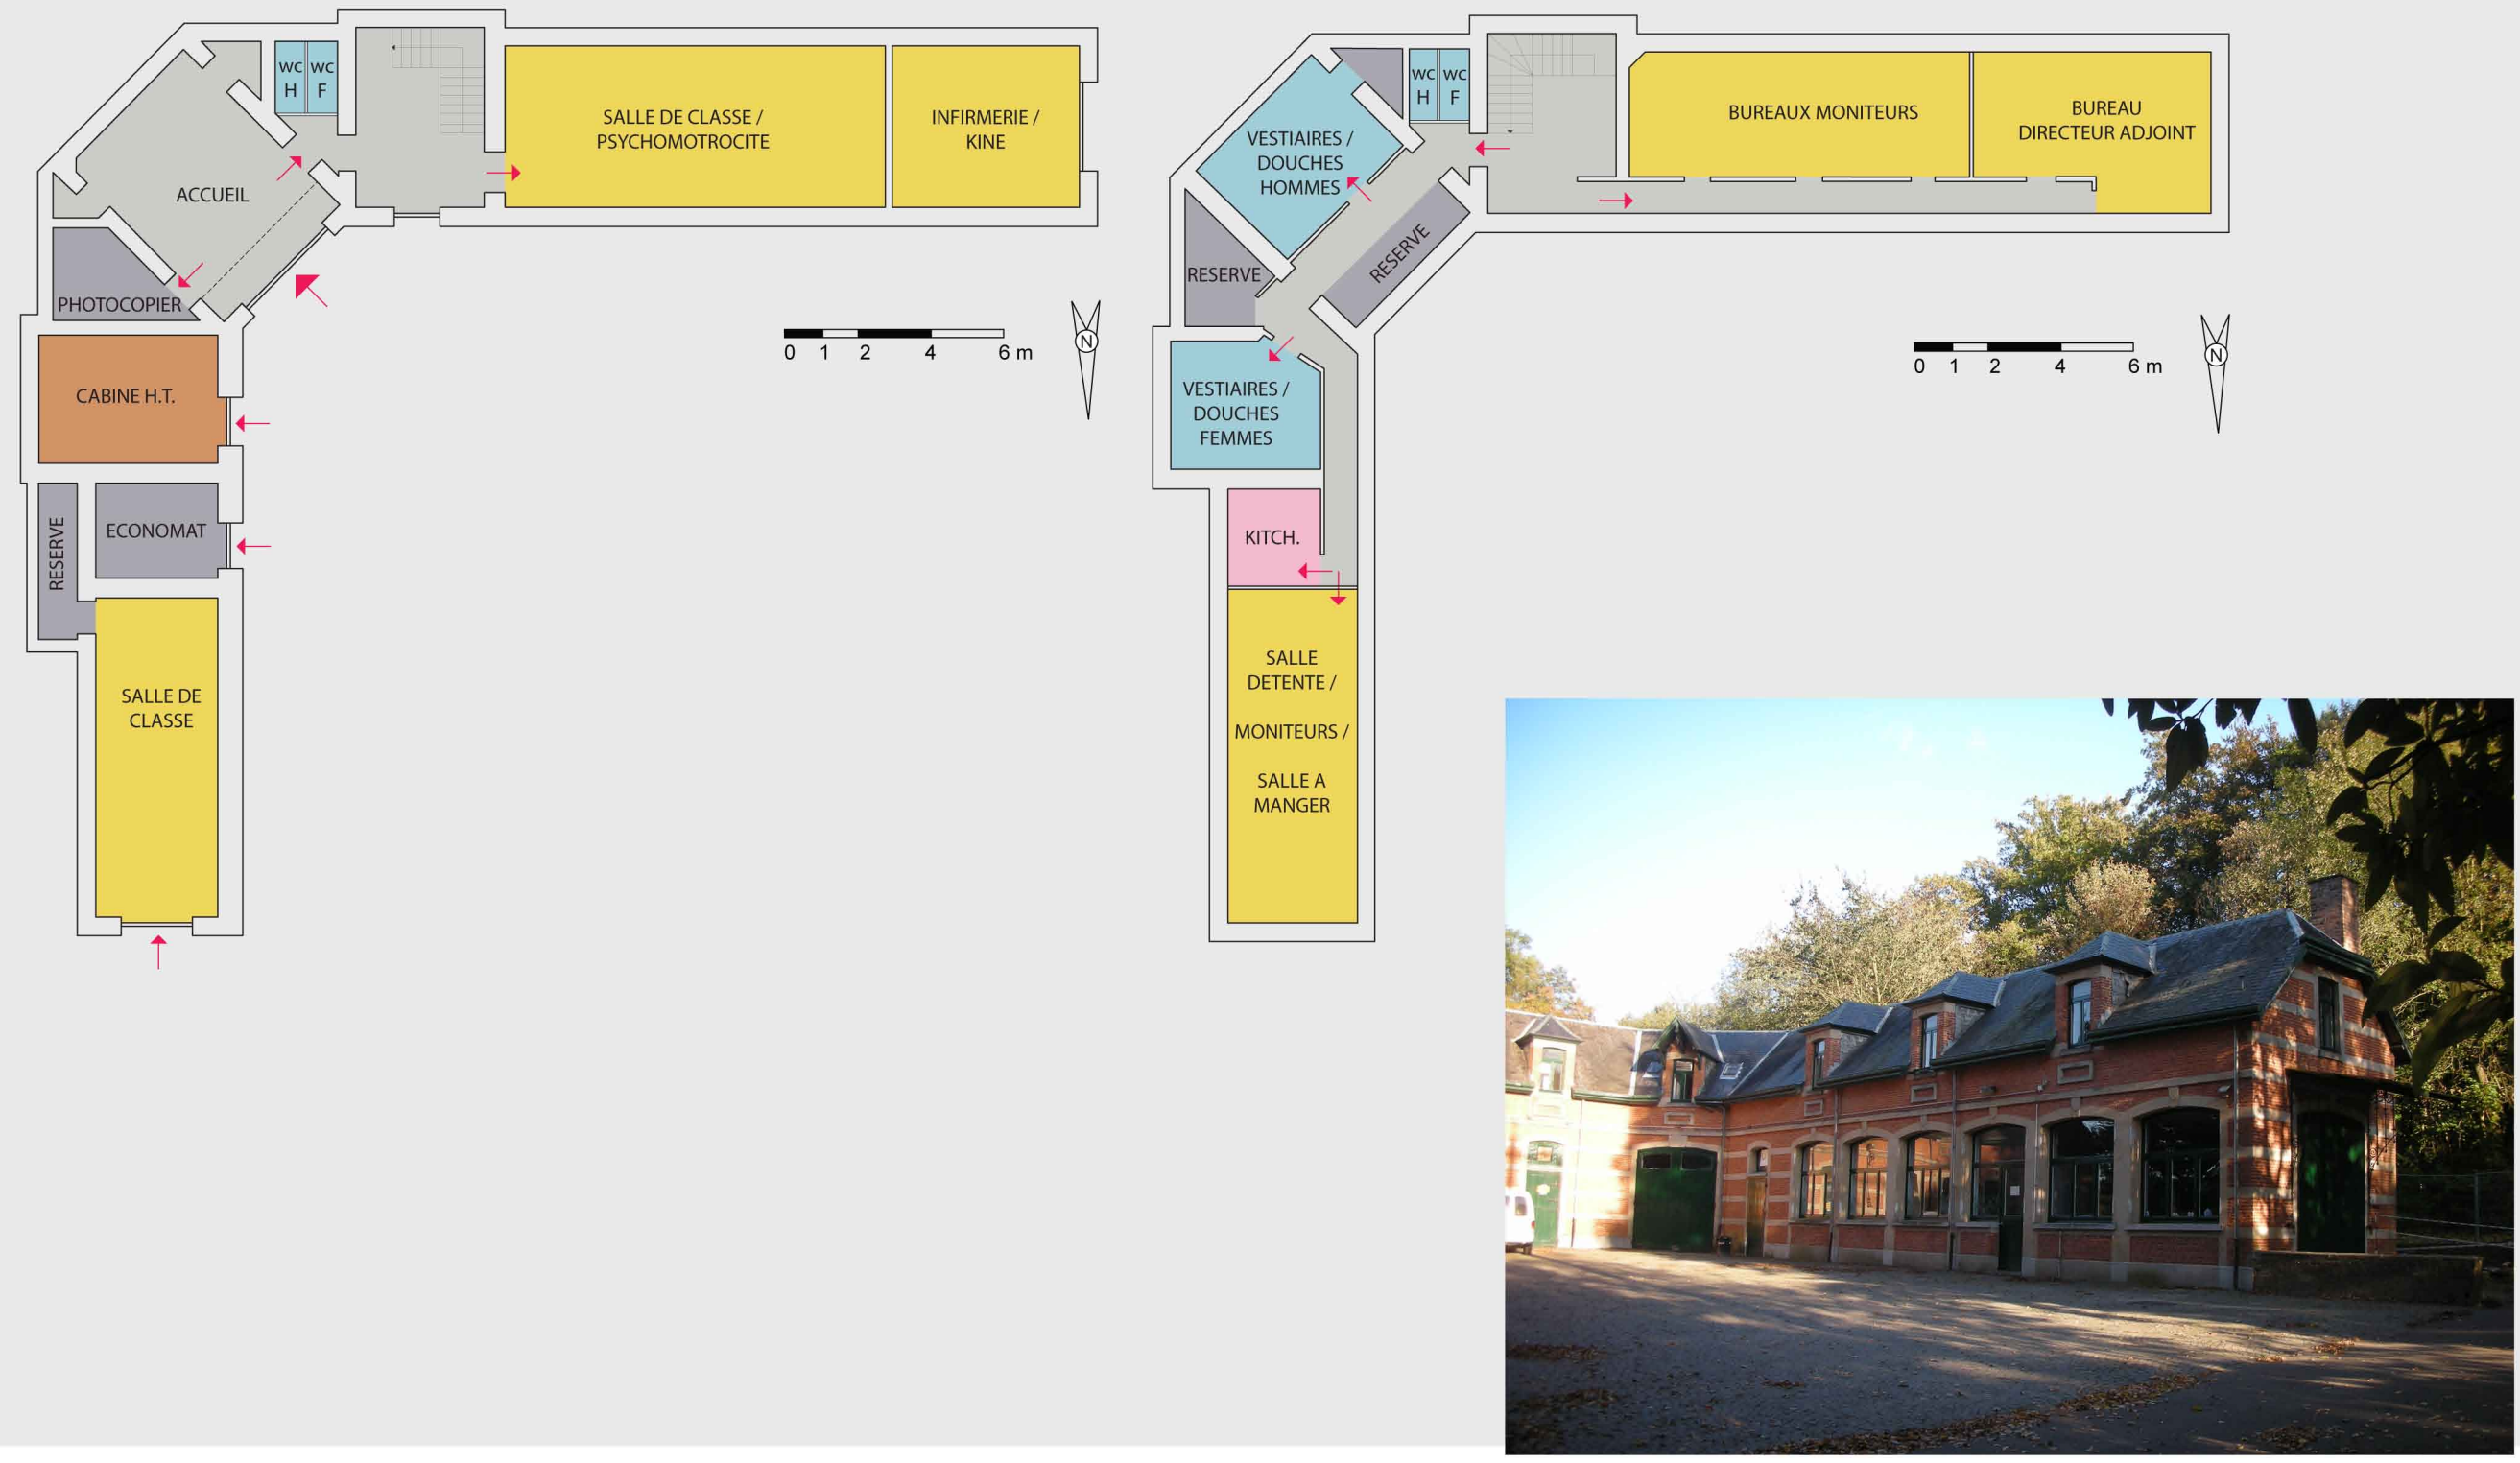 WC
H
WC
F
SALLE DE CLASSE /
PSYCHOMOTROCITE
INFIRMERIE /
KINE
ACCUEIL
PHOTOCOPIER
CABINE H.T.
RESERVE
ECONOMAT
SALLE DE
CLASSE
0 1 2 4 6 m
N
WC
H
WC
F
BUREAUX MONITEURS
BUREAU
DIRECTEUR ADJOINT
VESTIAIRES /
DOUCHES
HOMMES
RESERVE
RESERVE
VESTIAIRES /
DOUCHES
FEMMES
KITCH.
SALLE
DETENTE /
MONITEURS /
SALLE A
MANGER
0 1 2 4 6 m
N